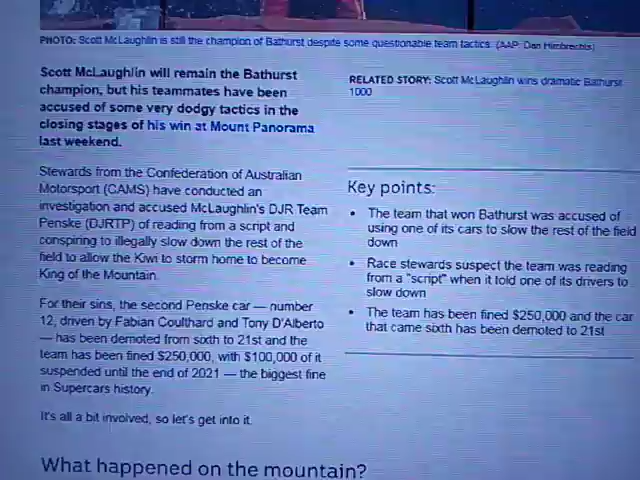 PHOTO: Scott McLaughlin is still the champion of Bathurst despite some questionable team tactics. (AAP: Dan Himbrechts)
Scott McLaughlin will remain the Bathurst
champion, but his teammates have been
accused of some very dodgy tactics in the
closing stages of his win at Mount Panorama
last weekend.
Stewards from the Confederation of Australian
Motorsport (CAMS) have conducted an
investigation and accused McLaughlin's DJR Team
Penske (DJRTP) of reading from a script and
conspiring to illegally slow down the rest of the
field to allow the Kiwi to storm home to become
King of the Mountain.
For their sins, the second Penske car — number
12, driven by Fabian Coulthard and Tony D'Alberto
— has been demoted from sixth to 21st and the
team has been fined $250,000, with $100,000 of it
suspended until the end of 2021 — the biggest fine
in Supercars history.
It's all a bit involved, so let's get into it.
What happened on the mountain?
RELATED STORY: Scott McLaughlin wins dramatic Bathurst
1000
Key points:
• The team that won Bathurst was accused of
using one of its cars to slow the rest of the field
down
• Race stewards suspect the team was reading
from a "script" when it told one of its drivers to
slow down
• The team has been fined $250,000 and the car
that came sixth has been demoted to 21st